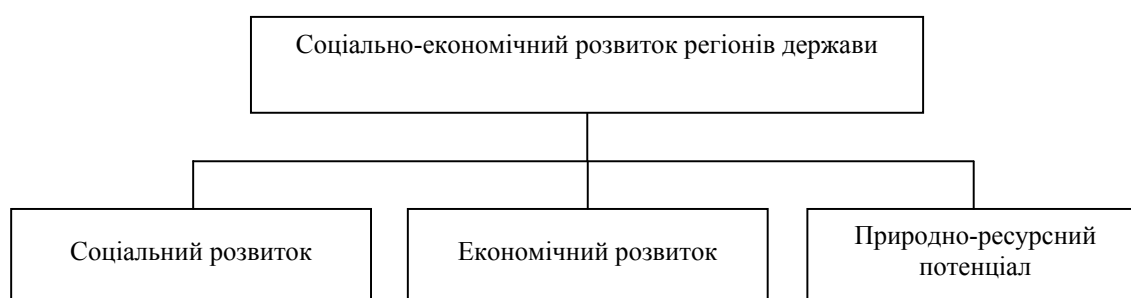 Соціально-економічний розвиток регіонів держави
Соціальний розвиток
Економічний розвиток
Природно-ресурсний
потенціал